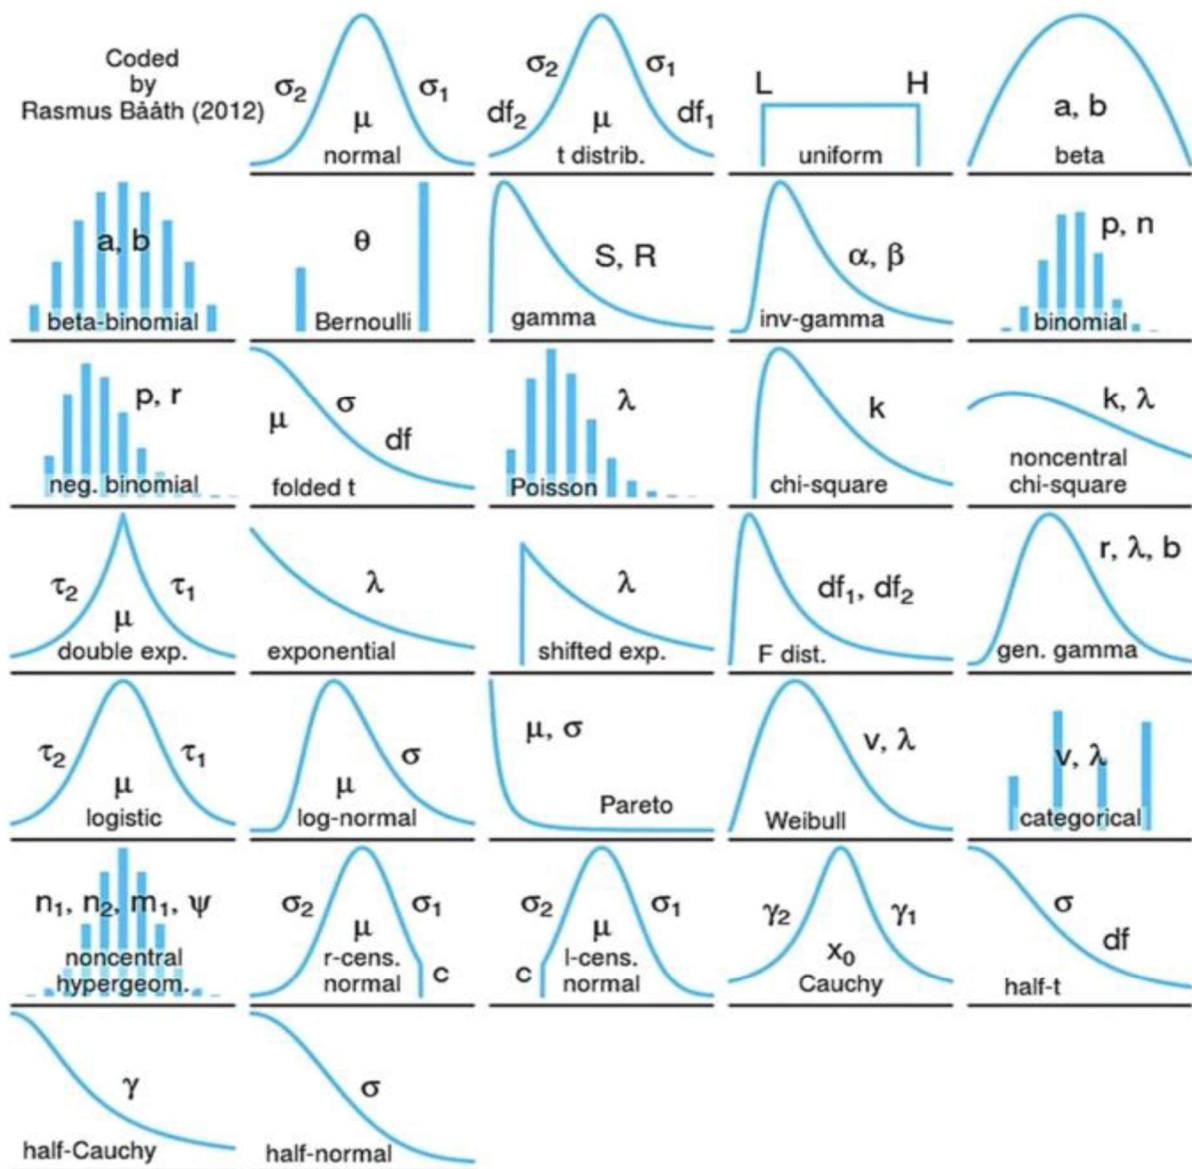 Coded
by
Rasmus Bååth (2012)
σ2 σ1
μ
normal
σ2 σ1
df2 μ df1
t distrib.
L H
uniform
a, b
beta
a, b
beta-binomial
θ
Bernoulli
S, R
gamma
α, β
inv-gamma
p, n
binomial
p, r
neg. binomial
μ σ df
folded t
λ
Poisson
k
chi-square
k, λ
noncentral
chi-square
τ2 τ1
μ
double exp.
λ
exponential
λ
shifted exp.
df1, df2
F dist.
r, λ, b
gen. gamma
τ2 τ1
μ
logistic
σ
μ
log-normal
μ, σ
Pareto
v, λ
Weibull
v, λ
categorical
n1, n2, m1, ψ
noncentral
hypergeom.
σ2 σ1
μ
r-cens.
normal c
σ2 σ1
μ
l-cens.
c normal
γ2 γ1
x0
Cauchy
σ
df
half-t
γ
half-Cauchy
σ
half-normal